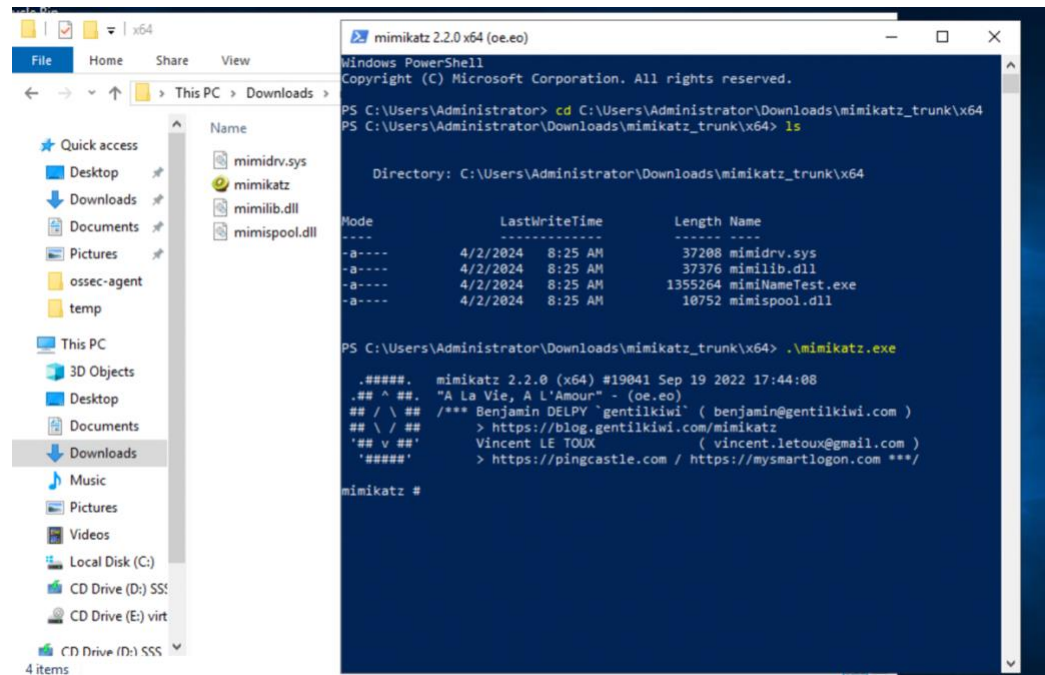 x64
File Home Share View
This PC > Downloads >
Quick access
Desktop
Downloads
Documents
Pictures
ossec-agent
temp
This PC
3D Objects
Desktop
Documents
Downloads
Music
Pictures
Videos
Local Disk (C:)
CD Drive (D:) SSS
CD Drive (E:) virt
CD Drive (D:) SSS
4 items
Name
mimidrv.sys
mimikatz
mimilib.dll
mimispool.dll
mimikatz 2.2.0 x64 (oe.eo)
Windows PowerShell
Copyright (C) Microsoft Corporation. All rights reserved.
PS C:\Users\Administrator> cd C:\Users\Administrator\Downloads\mimikatz_trunk\x64
PS C:\Users\Administrator\Downloads\mimikatz_trunk\x64> ls
Directory: C:\Users\Administrator\Downloads\mimikatz_trunk\x64
Mode LastWriteTime Length Name
---- ------------- ------ ----
-a---- 4/2/2024 8:25 AM 37208 mimidrv.sys
-a---- 4/2/2024 8:25 AM 37376 mimilib.dll
-a---- 4/2/2024 8:25 AM 1355264 mimiNameTest.exe
-a---- 4/2/2024 8:25 AM 10752 mimispool.dll
PS C:\Users\Administrator\Downloads\mimikatz_trunk\x64> .\mimikatz.exe
.#####. mimikatz 2.2.0 (x64) #19041 Sep 19 2022 17:44:08
.## ^ ##. "A La Vie, A L'Amour" - (oe.eo)
## / \ ## /*** Benjamin DELPY `gentilkiwi` ( benjamin@gentilkiwi.com )
## \ / ## > https://blog.gentilkiwi.com/mimikatz
'## v ##' Vincent LE TOUX ( vincent.letoux@gmail.com )
'#####' > https://pingcastle.com / https://mysmartlogon.com ***/
mimikatz #